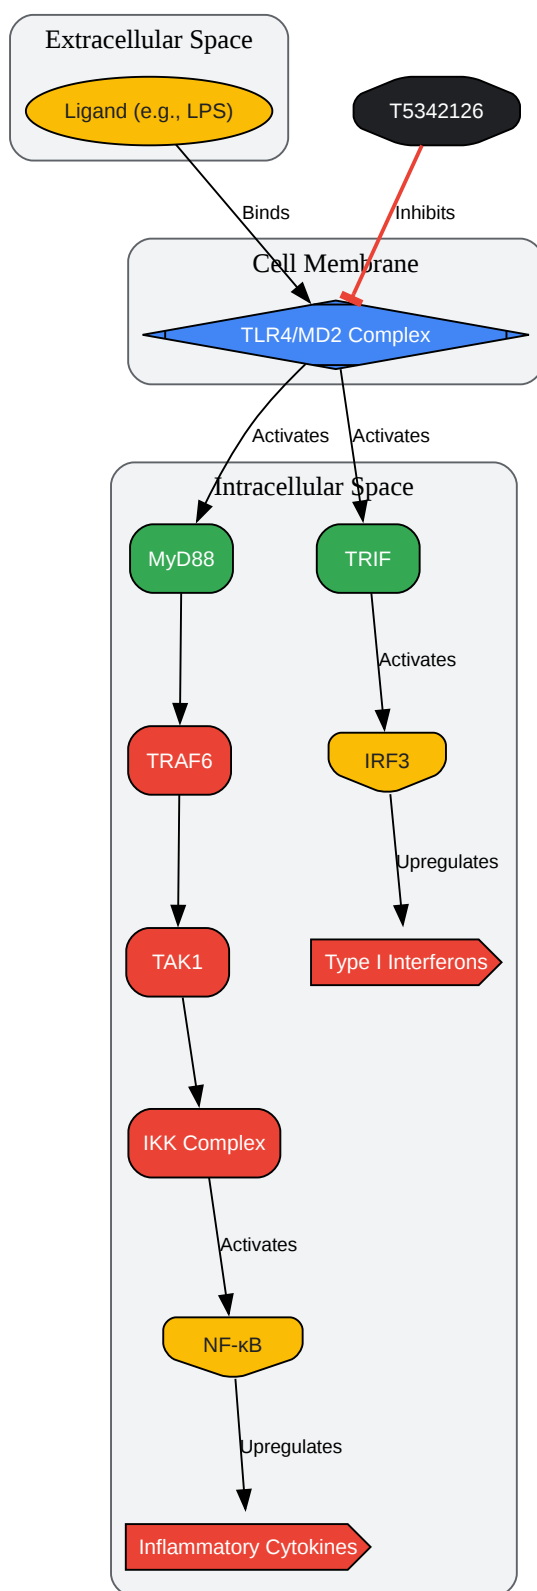 Extracellular Space
Ligand (e.g., LPS)
T5342126
Binds
Inhibits
Cell Membrane
TLR4/MD2 Complex
Activates
Activates
Intracellular Space
MyD88
TRIF
Activates
TRAF6
IRF3
Upregulates
TAK1
Type I Interferons
IKK Complex
Activates
NF-κB
Upregulates
Inflammatory Cytokines